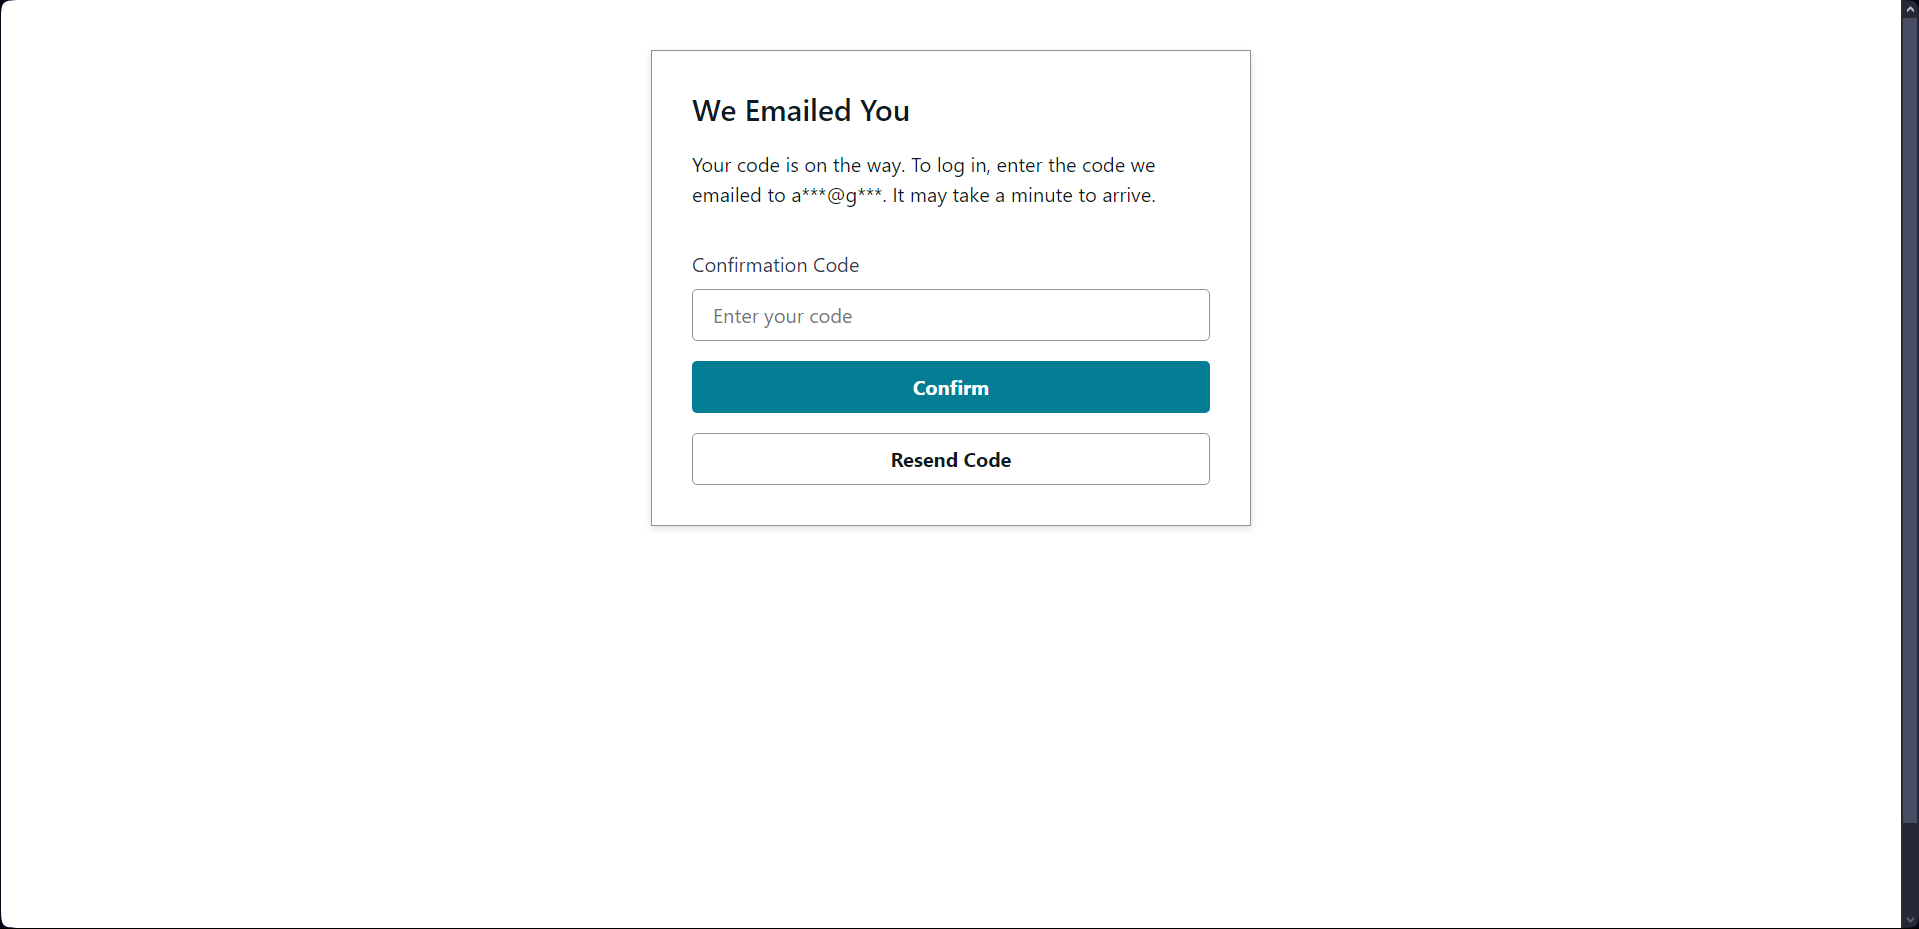 We Emailed You
Your code is on the way. To log in, enter the code we
emailed to a***@g***. It may take a minute to arrive.
Confirmation Code
Enter your code
Confirm
Resend Code